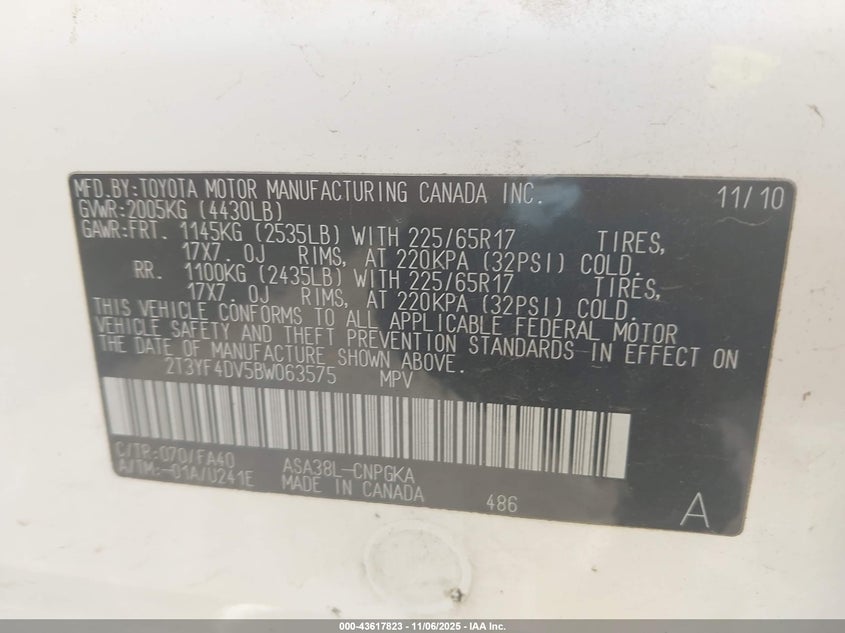 MFD.BY:TOYOTA MOTOR MANUFACTURING CANADA INC. 11/10
GVWR:2005KG (4430LB)
GAWR:FRT. 1145KG (2535LB) WITH 225/65R17 TIRES,
17X7.0J RIMS, AT 220KPA (32PSI) COLD.
RR. 1100KG (2435LB) WITH 225/65R17 TIRES,
17X7.0J RIMS, AT 220KPA (32PSI) COLD.
THIS VEHICLE CONFORMS TO ALL APPLICABLE FEDERAL MOTOR
VEHICLE SAFETY AND THEFT PREVENTION STANDARDS IN EFFECT ON
THE DATE OF MANUFACTURE SHOWN ABOVE.
2T3YF4DV5BW063575 MPV
C/TR:070/FA40 ASA38L-CNPGKA
A/TM:-01A/U241E MADE IN CANADA 486 A
000-43617823 - 11/06/2025 - IAA Inc.